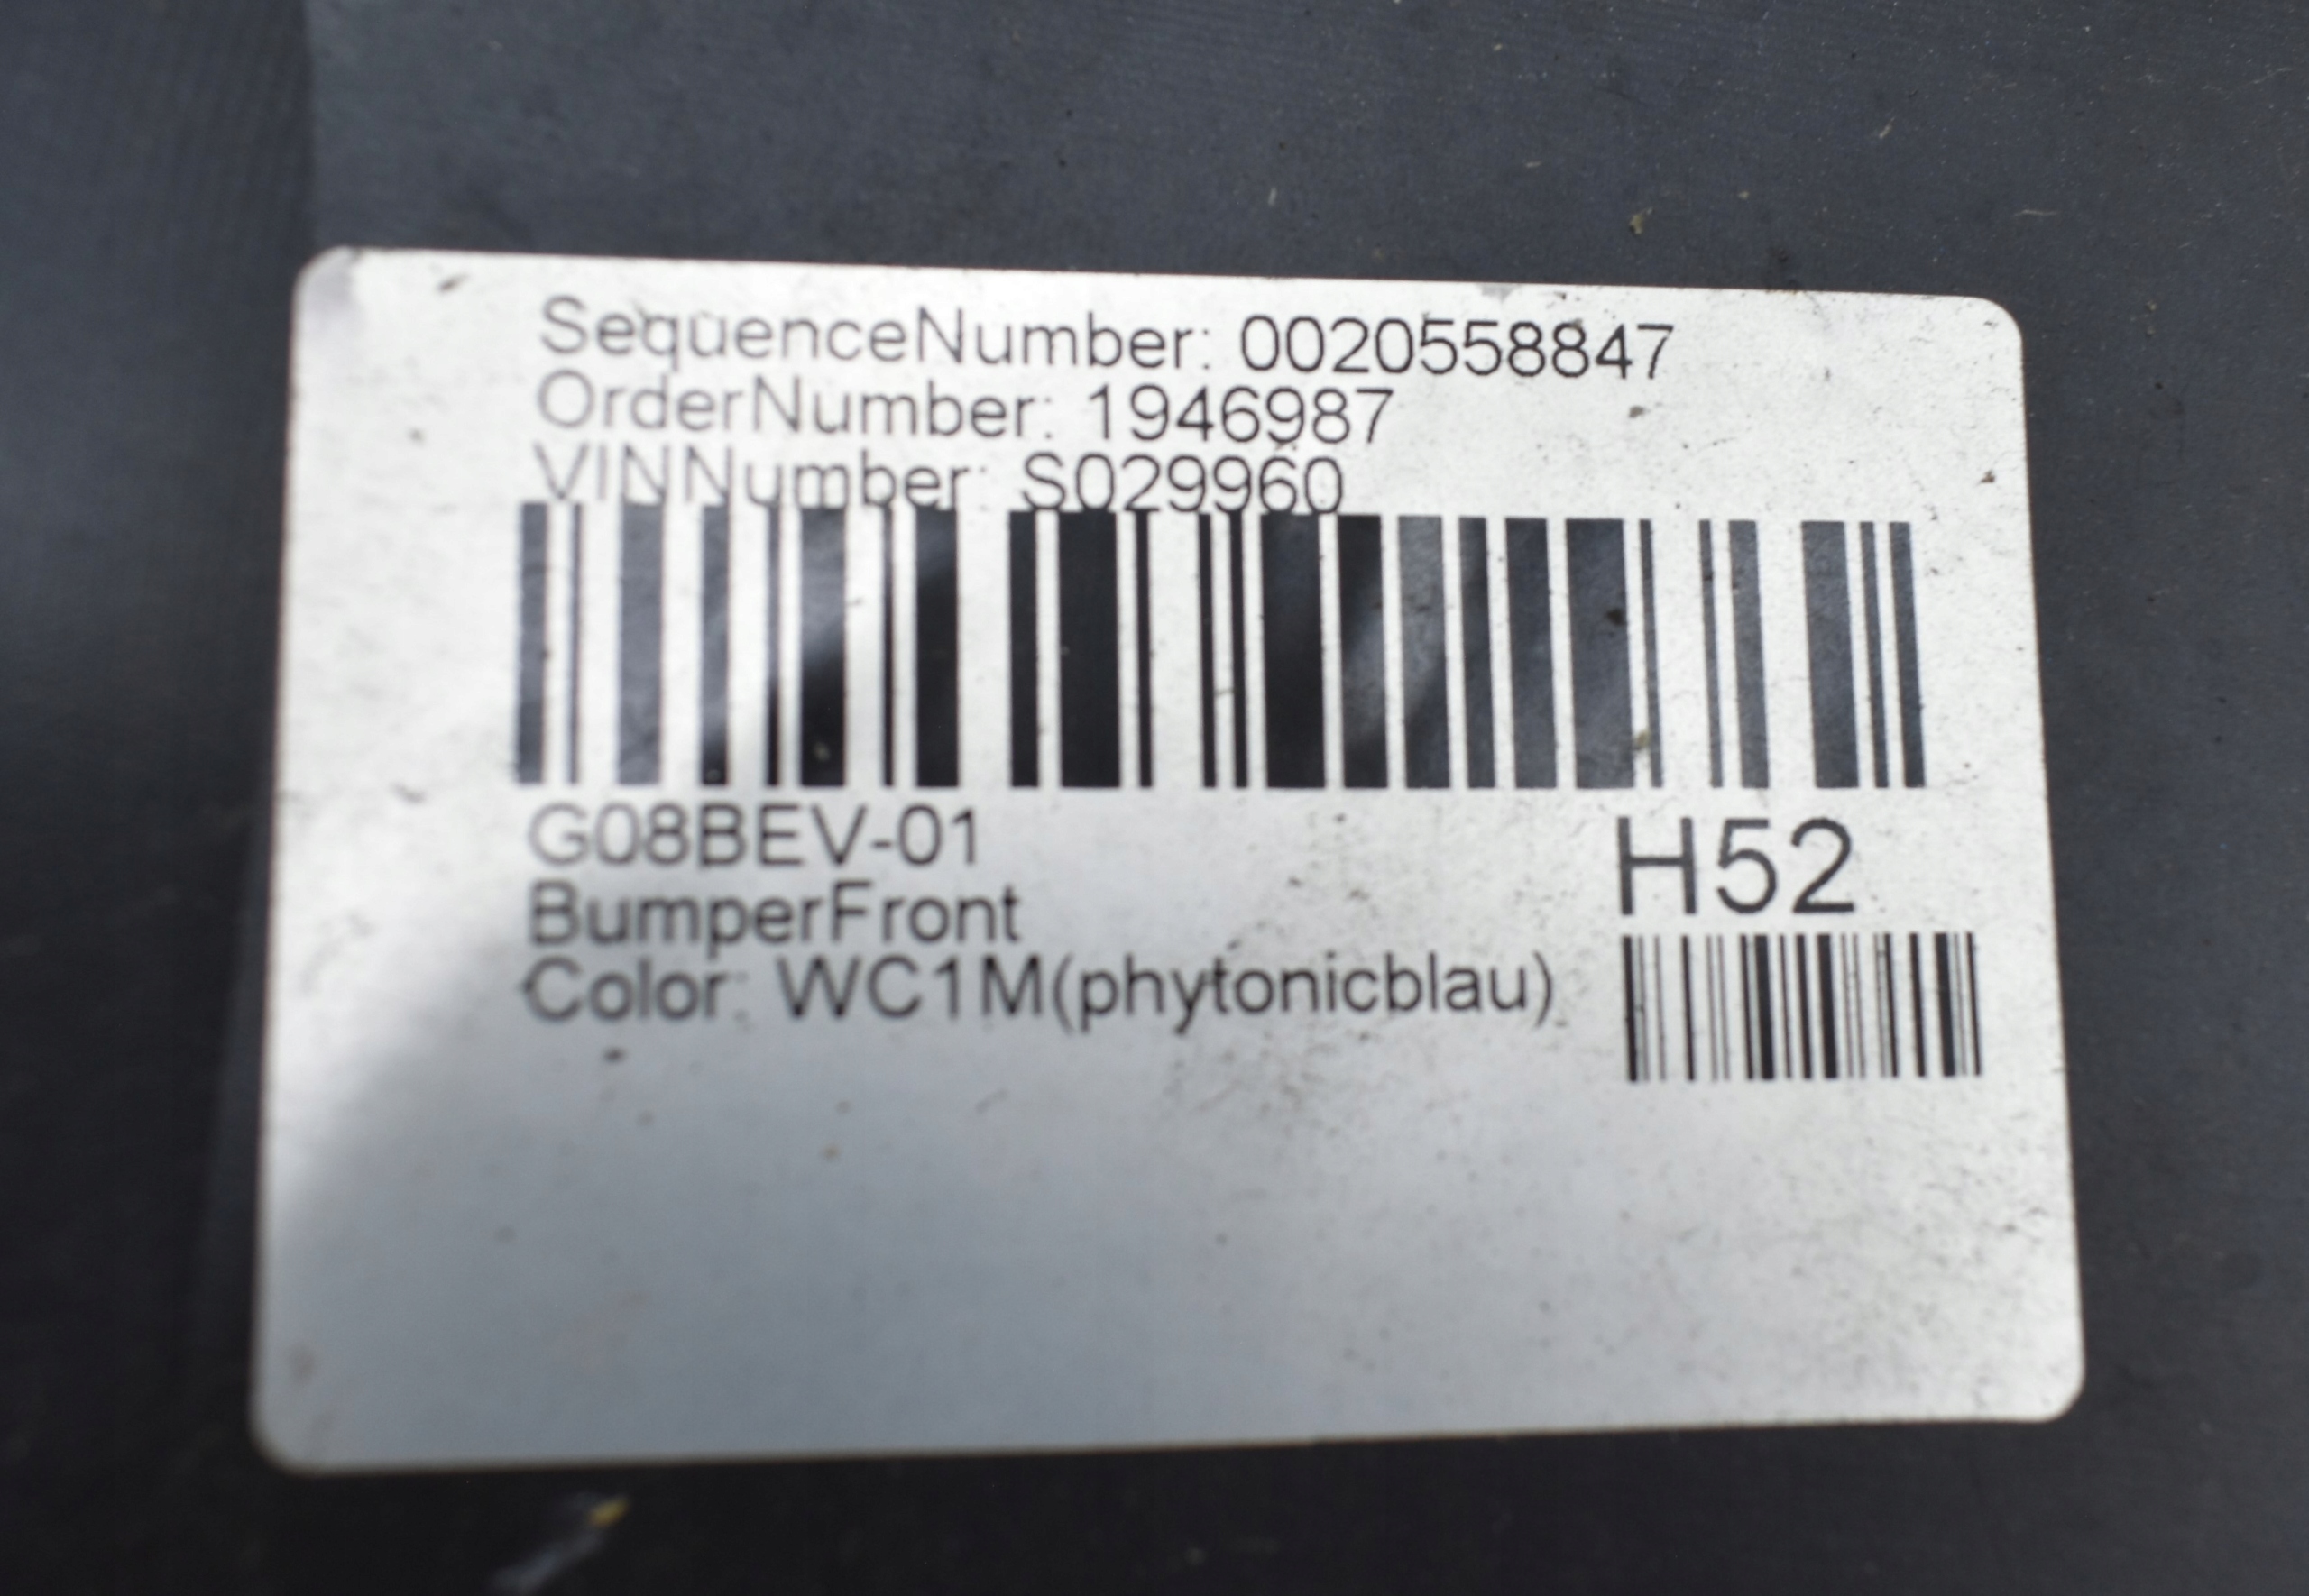 SequenceNumber: 0020558847
OrderNumber: 1946987
VINNumber: S029960
G08BEV-01
H52
BumperFront
Color: WC1M(phytonicblau)